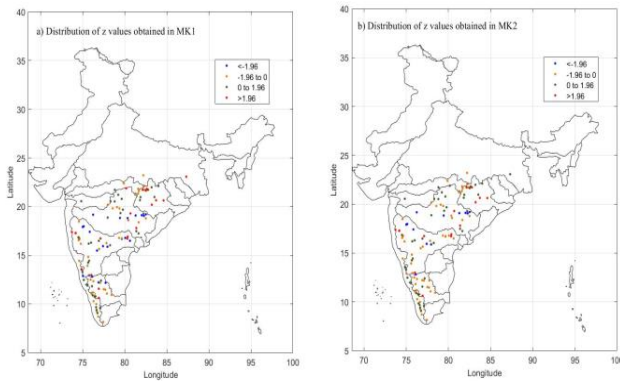 a) Distribution of z values obtained in MK1
<-1.96
-1.96 to 0
0 to 1.96
>1.96
40
35
30
25
20
15
10
5
Latitude
70 75 80 85 90 95 100
Longitude
b) Distribution of z values obtained in MK2
<-1.96
-1.96 to 0
0 to 1.96
>1.96
40
35
30
25
20
15
10
5
Latitude
70 75 80 85 90 95 100
Longitude